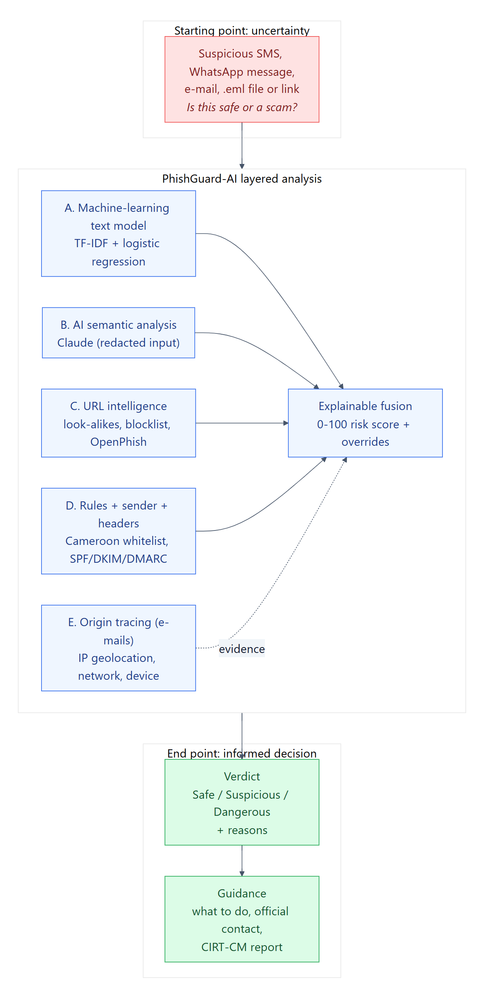 Starting point: uncertainty
Suspicious SMS,
WhatsApp message,
e-mail, .eml file or link
Is this safe or a scam?
PhishGuard-AI layered analysis
A. Machine-learning
text model
TF-IDF + logistic
regression
B. AI semantic analysis
Claude (redacted input)
C. URL intelligence
look-alikes, blocklist,
OpenPhish
Explainable fusion
0-100 risk score +
overrides
D. Rules + sender +
headers
Cameroon whitelist,
SPF/DKIM/DMARC
E. Origin tracing (e-
mails)
IP geolocation,
network, device
evidence
End point: informed decision
Verdict
Safe / Suspicious /
Dangerous
+ reasons
Guidance
what to do, official
contact,
CIRT-CM report